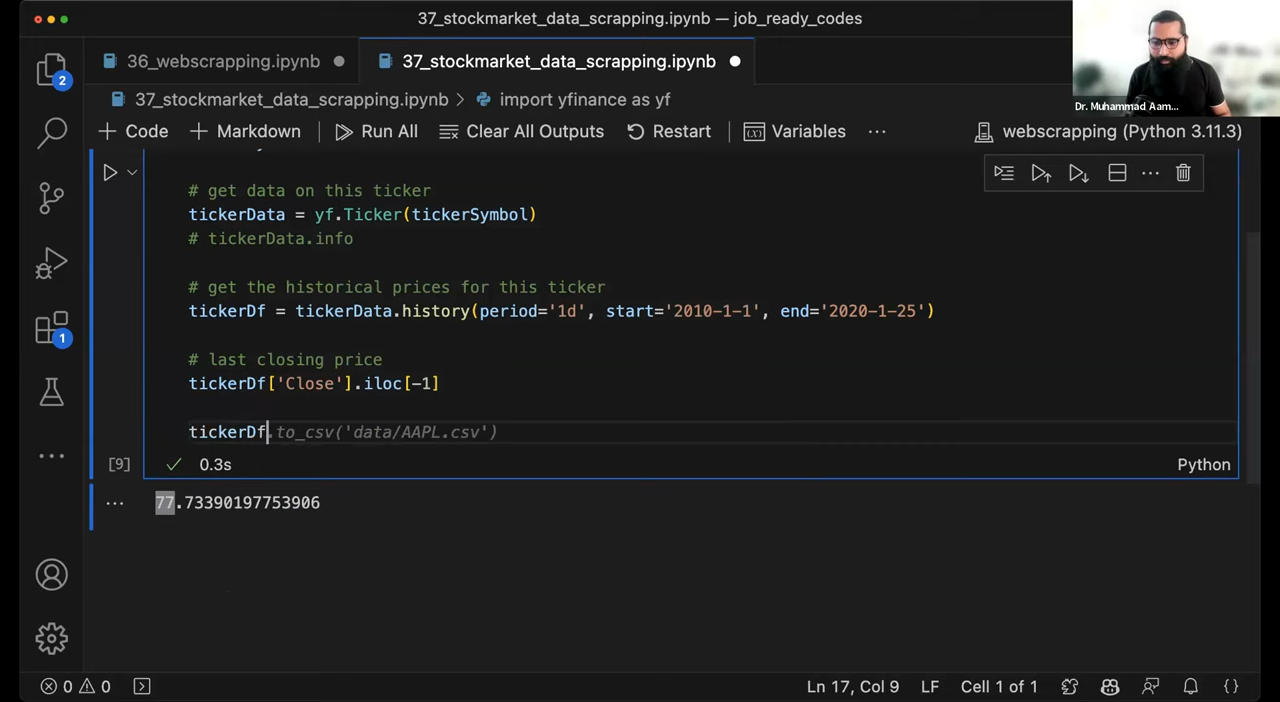 37_stockmarket_data_scrapping.ipynb — job_ready_codes
36_webscrapping.ipynb
37_stockmarket_data_scrapping.ipynb
37_stockmarket_data_scrapping.ipynb > import yfinance as yf
+ Code + Markdown | Run All Clear All Outputs Restart | Variables ... webscrapping (Python 3.11.3)
Dr. Muhammad Aam...
2
# get data on this ticker
tickerData = yf.Ticker(tickerSymbol)
# tickerData.info
# get the historical prices for this ticker
tickerDf = tickerData.history(period='1d', start='2010-1-1', end='2020-1-25')
1
# last closing price
tickerDf['Close'].iloc[-1]
tickerDf.to_csv('data/AAPL.csv')
[9] 0.3s Python
... 77.73390197753906
0 0 Ln 17, Col 9 LF Cell 1 of 1 {}